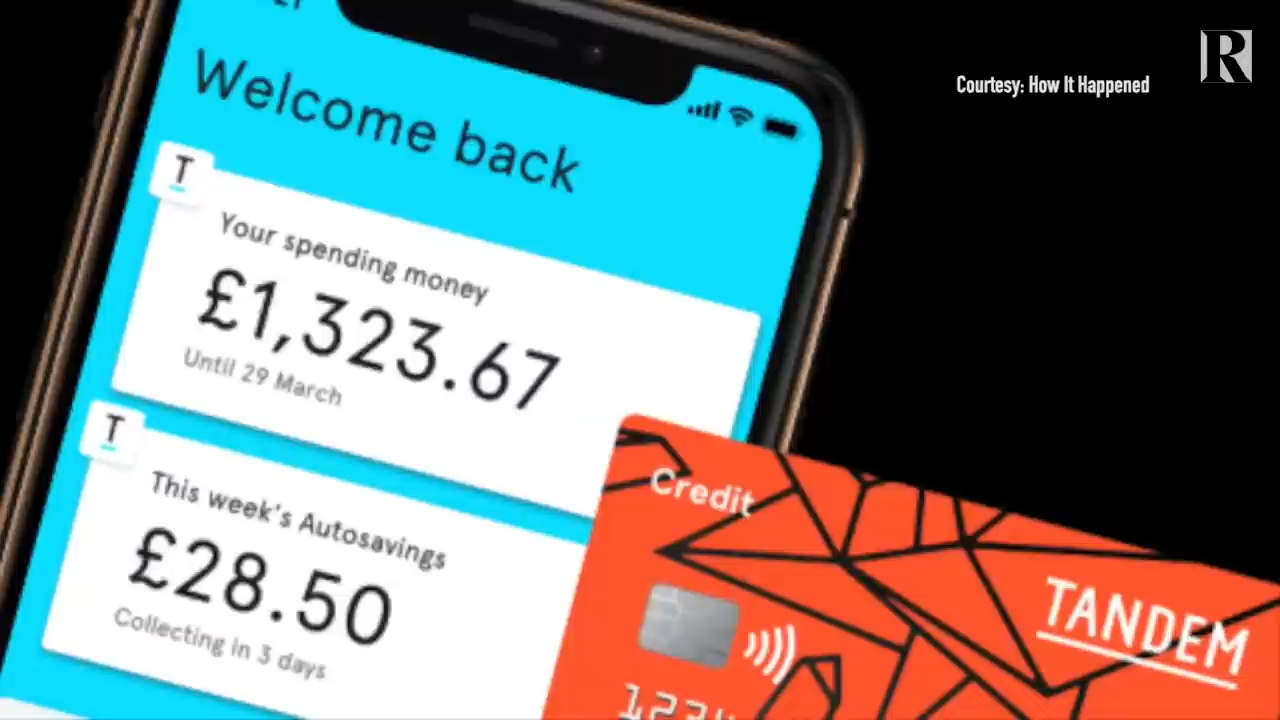 Welcome back
T
Your spending money
£1,323.67
Until 29 March
T
This week's Autosavings
£28.50
Collecting in 3 days
Credit
TANDEM
Courtesy: How It Happened
R